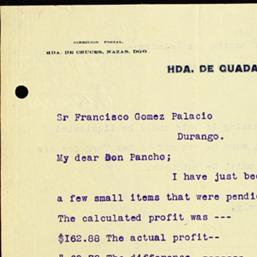 DIRECCION POSTAL,
HDA. DE CRUCES, NAZAS, DGO.
HDA. DE GUADA
Sr Francisco Gomez Palacio
Durango.
My dear Don Pancho;
I have just bee
a few small items that were pendi
The calculated profit was ---
$I62.88 The actual profit--